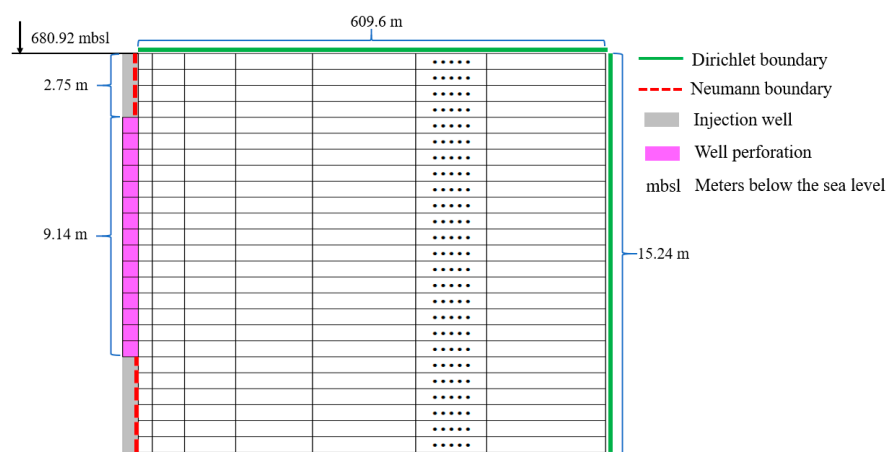 609.6 m
680.92 mbsl
2.75 m
9.14 m
15.24 m
Dirichlet boundary
Neumann boundary
Injection well
Well perforation
mbsl Meters below the sea level